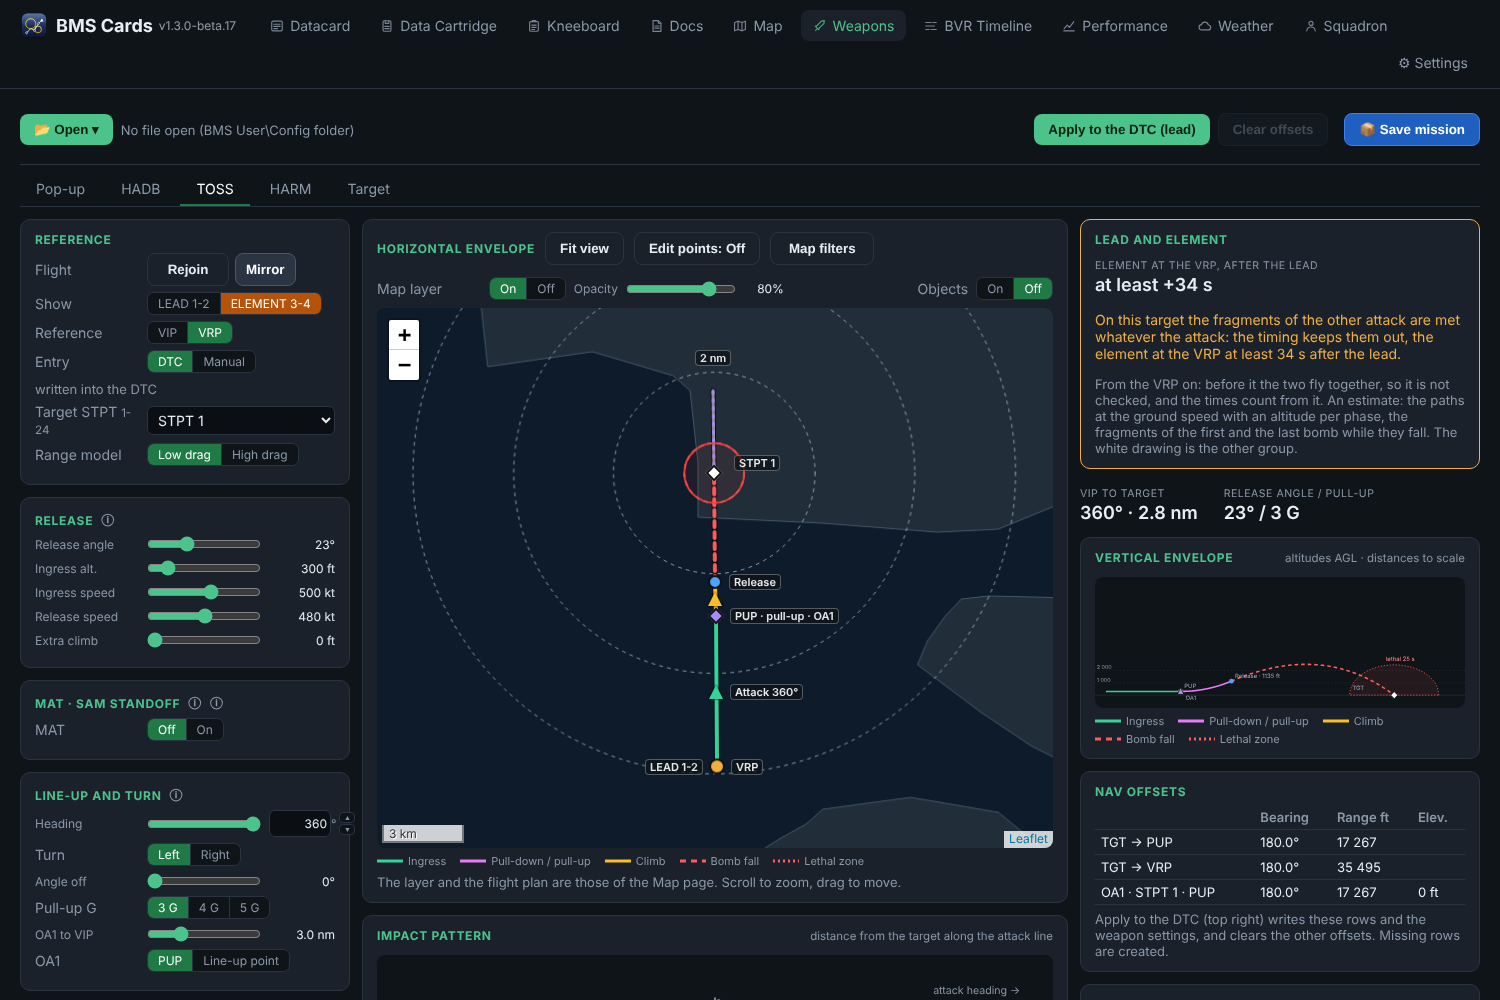 BMS Cards v1.3.0-beta.17
Datacard
Data Cartridge
Kneeboard
Docs
Map
Weapons
BVR Timeline
Performance
Weather
Squadron
⚙ Settings
Open ▾
No file open (BMS User\Config folder)
Apply to the DTC (lead)
Clear offsets
Save mission
Pop-up
HADB
TOSS
HARM
Target
REFERENCE
Flight Rejoin Mirror
Show LEAD 1-2 ELEMENT 3-4
Reference VIP VRP
Entry DTC Manual
written into the DTC
Target STPT 1-24 STPT 1
Range model Low drag High drag
RELEASE ⓘ
Release angle 23°
Ingress alt. 300 ft
Ingress speed 500 kt
Release speed 480 kt
Extra climb 0 ft
MAT · SAM STANDOFF ⓘ ⓘ
MAT Off On
LINE-UP AND TURN ⓘ
Heading 360 °
Turn Left Right
Angle off 0°
Pull-up G 3 G 4 G 5 G
OA1 to VIP 3.0 nm
OA1 PUP Line-up point
HORIZONTAL ENVELOPE Fit view Edit points: Off Map filters
Map layer On Off Opacity 80% Objects On Off
+
−
2 nm
STPT 1
Release
PUP · pull-up · OA1
Attack 360°
LEAD 1-2 VRP
3 km
Leaflet
Ingress Pull-down / pull-up Climb Bomb fall Lethal zone
The layer and the flight plan are those of the Map page. Scroll to zoom, drag to move.
IMPACT PATTERN distance from the target along the attack line
attack heading →
LEAD AND ELEMENT
ELEMENT AT THE VRP, AFTER THE LEAD
at least +34 s
On this target the fragments of the other attack are met
whatever the attack: the timing keeps them out, the
element at the VRP at least 34 s after the lead.
From the VRP on: before it the two fly together, so it is not
checked, and the times count from it. An estimate: the paths
at the ground speed with an altitude per phase, the
fragments of the first and the last bomb while they fall. The
white drawing is the other group.
VIP TO TARGET RELEASE ANGLE / PULL-UP
360° · 2.8 nm 23° / 3 G
VERTICAL ENVELOPE altitudes AGL · distances to scale
lethal 25 s
2 000
Release · 1135 ft
1 000
PUP
TGT
OA1
Ingress Pull-down / pull-up Climb
Bomb fall Lethal zone
NAV OFFSETS
Bearing Range ft Elev.
TGT → PUP 180.0° 17 267
TGT → VRP 180.0° 35 495
OA1 · STPT 1 · PUP 180.0° 17 267 0 ft
Apply to the DTC (top right) writes these rows and the
weapon settings, and clears the other offsets. Missing rows
are created.